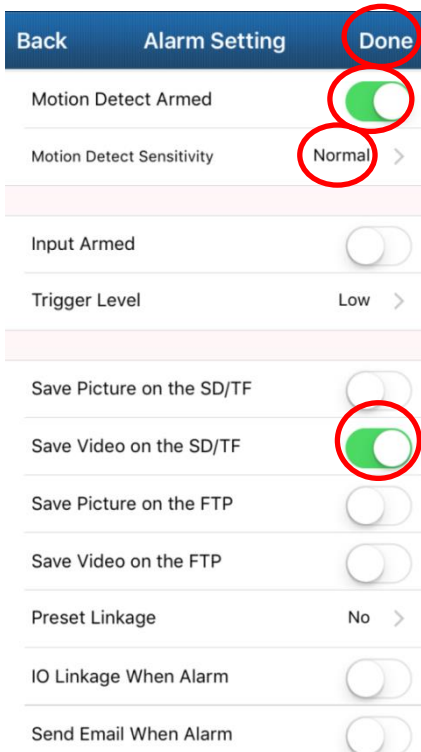 Back Alarm Setting Done
Motion Detect Armed
Motion Detect Sensitivity Normal
Input Armed
Trigger Level Low
Save Picture on the SD/TF
Save Video on the SD/TF
Save Picture on the FTP
Save Video on the FTP
Preset Linkage No
IO Linkage When Alarm
Send Email When Alarm